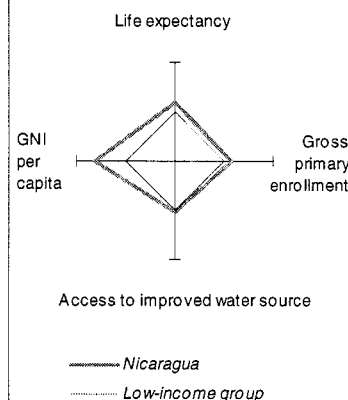 Life expectancy
GNI
per
capita
Gross
primary
enrollment
Access to improved water source
Nicaragua
Low-income group